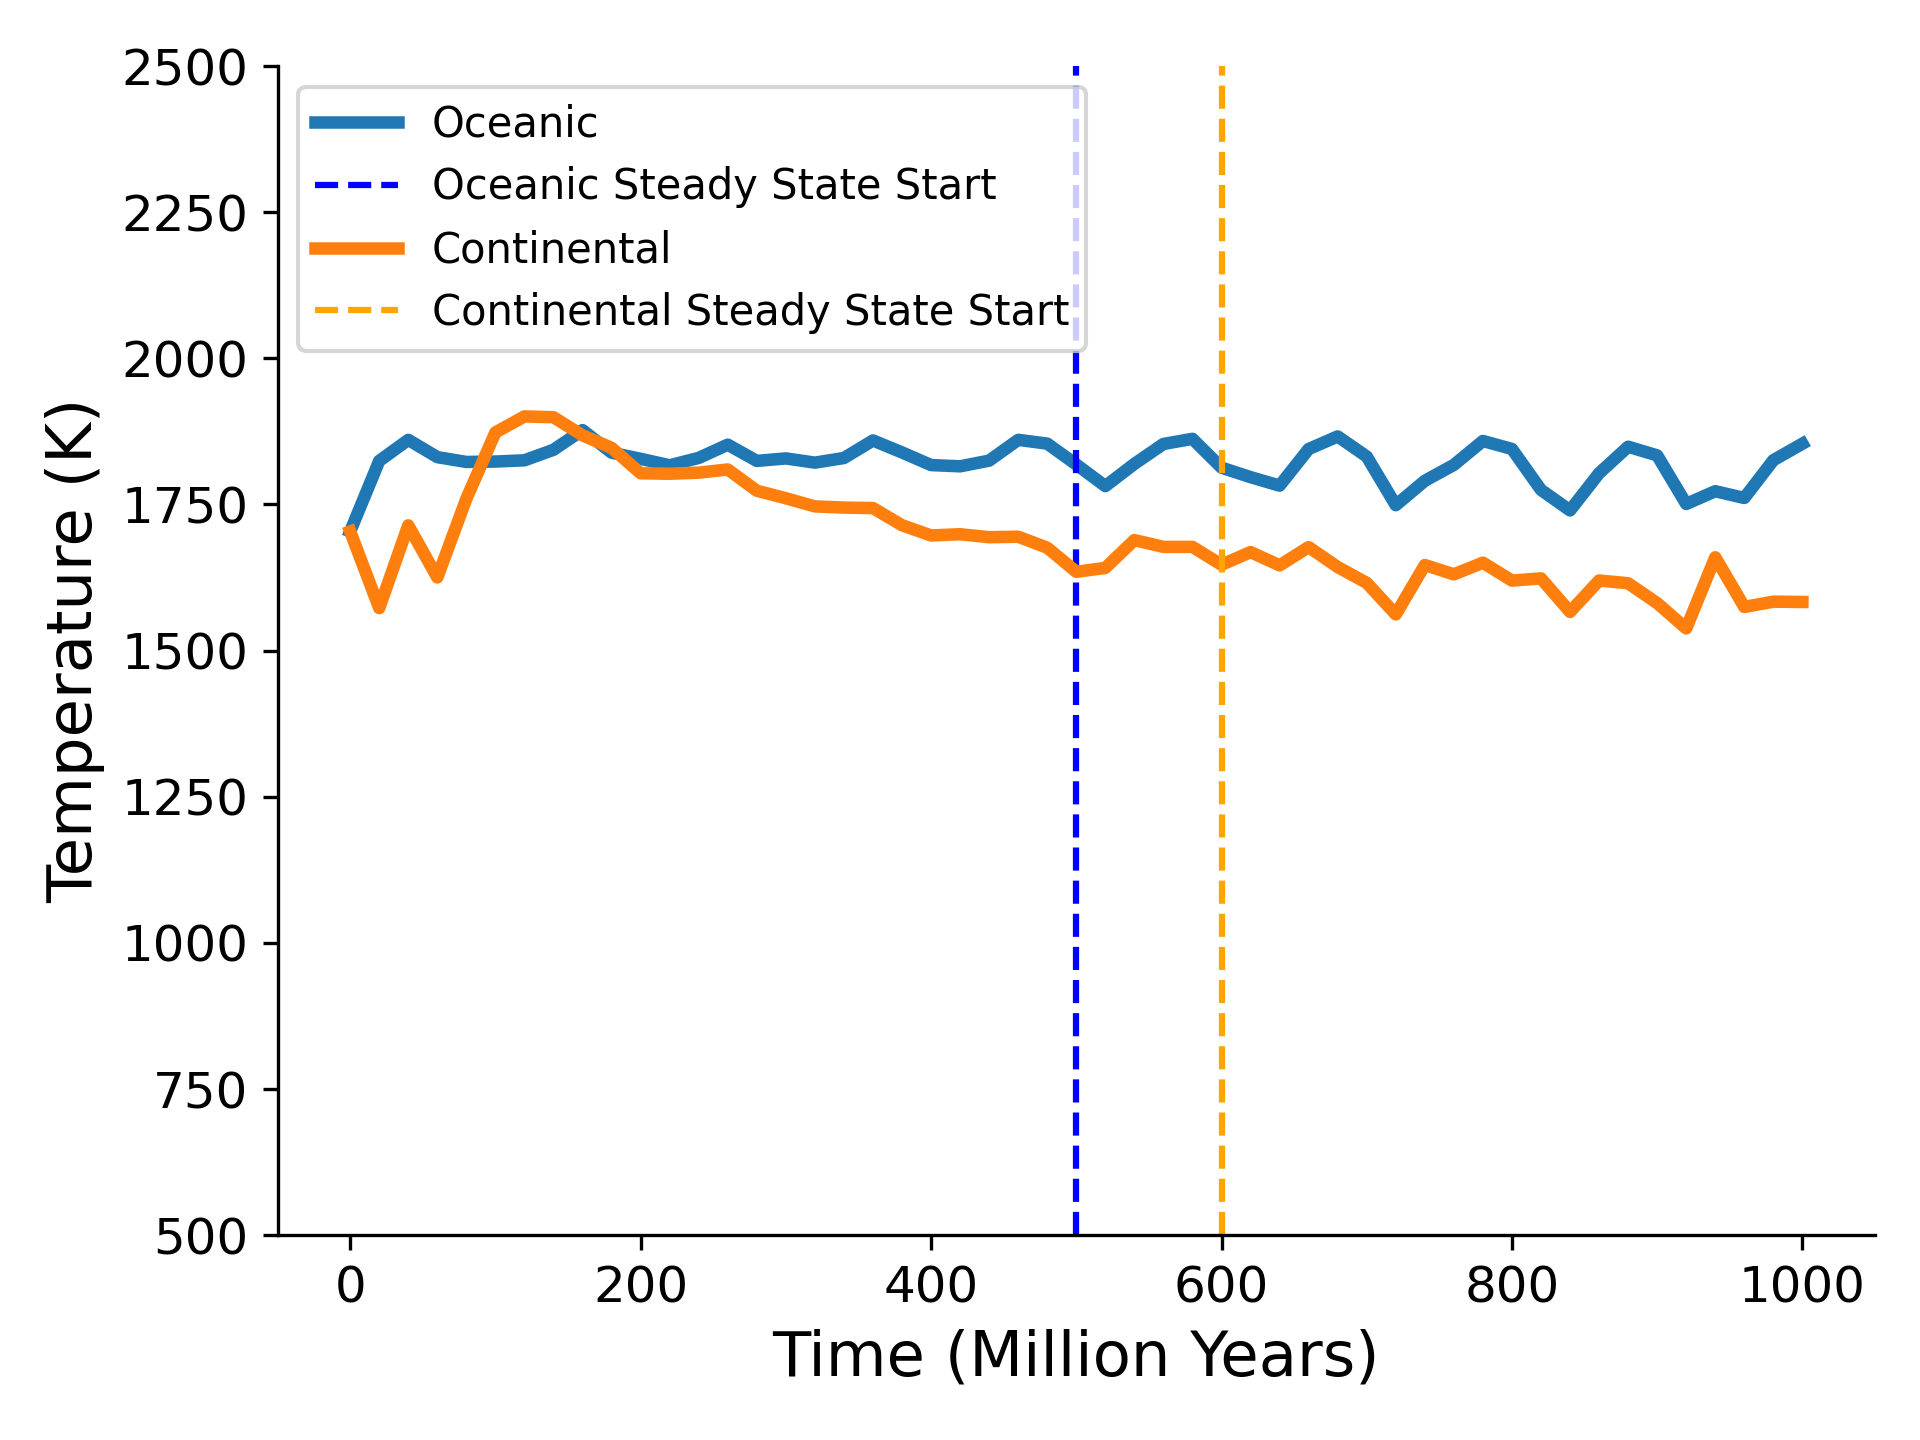 2500
2250
2000
1750
1500
1250
1000
750
500
Temperature (K)
Oceanic
Oceanic Steady State Start
Continental
Continental Steady State Start
0 200 400 600 800 1000
Time (Million Years)